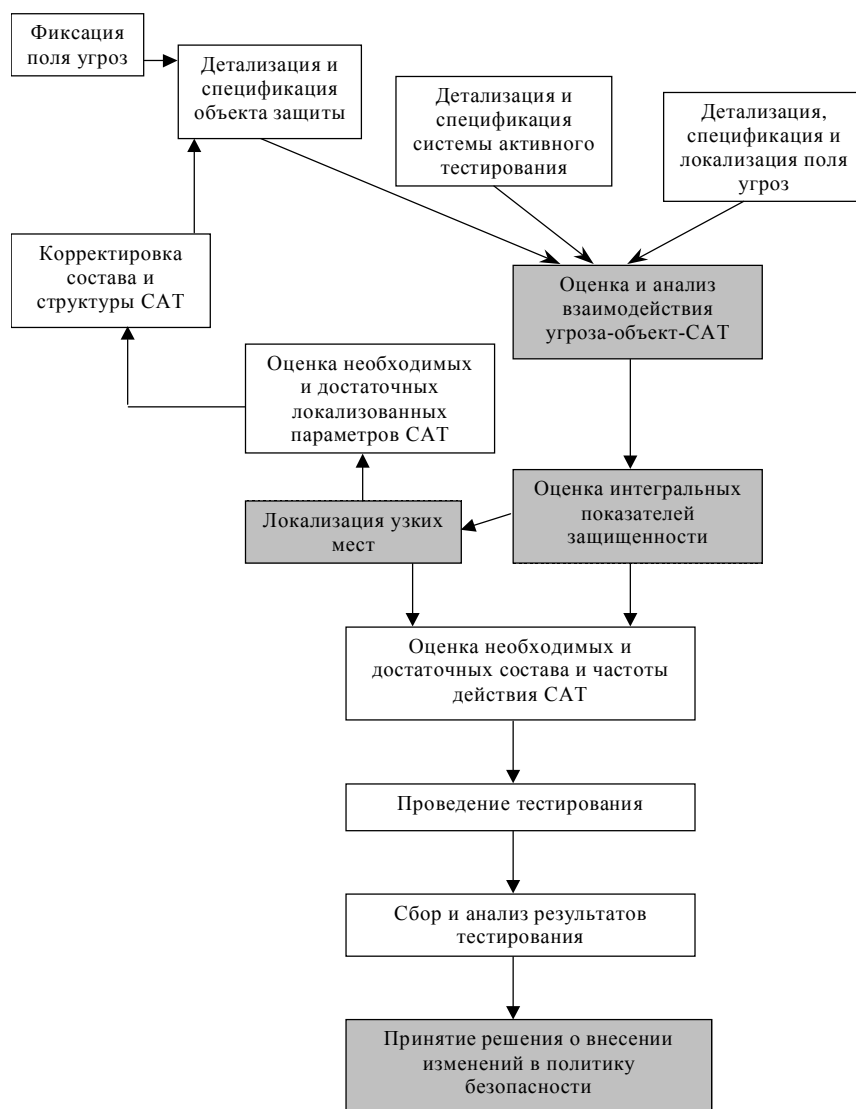 Фиксация
поля угроз
Детализация и
спецификация
объекта защиты
Детализация и
спецификация
системы активного
тестирования
Детализация,
спецификация и
локализация поля
угроз
Корректировка
состава и
структуры САТ
Оценка и анализ
взаимодействия
угроза-объект-САТ
Оценка необходимых
и достаточных
локализованных
параметров САТ
Локализация узких
мест
Оценка интегральных
показателей
защищенности
Оценка необходимых и
достаточных состава и частоты
действия САТ
Проведение тестирования
Сбор и анализ результатов
тестирования
Принятие решения о внесении
изменений в политику
безопасности